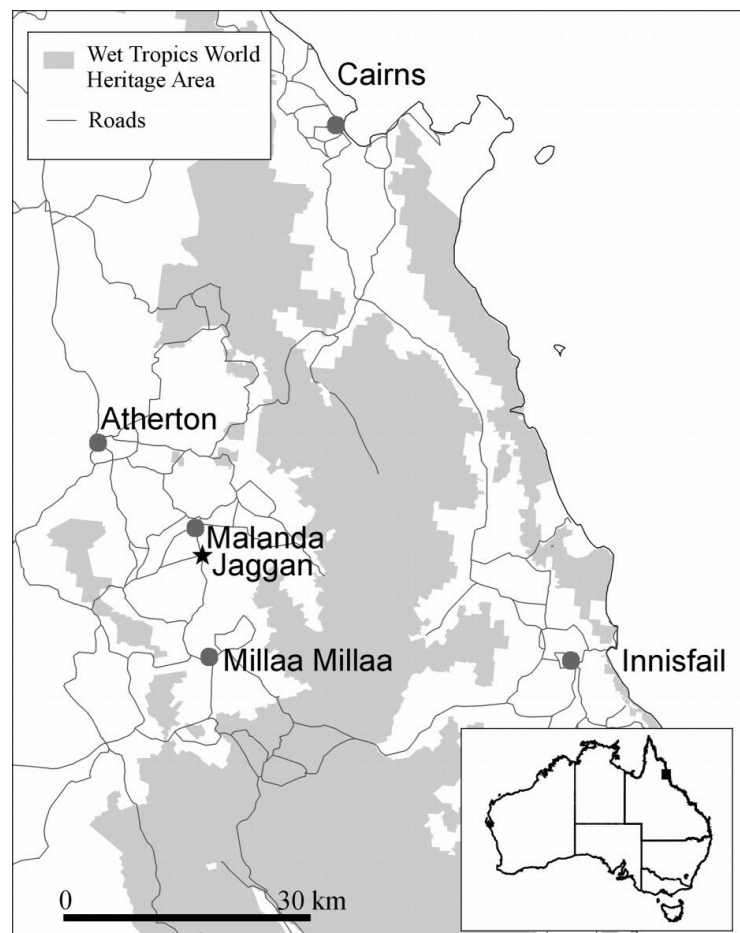 Wet Tropics World
Heritage Area
Roads
Cairns
Atherton
Malanda
Jaggan
Millaa Millaa
Innisfail
0
30 km